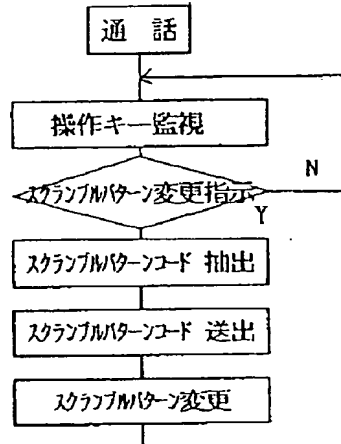 通話
操作キー監視
スクランブルパターン変更指示
N
Y
スクランブルパターンコード 抽出
スクランブルパターンコード 送出
スクランブルパターン変更